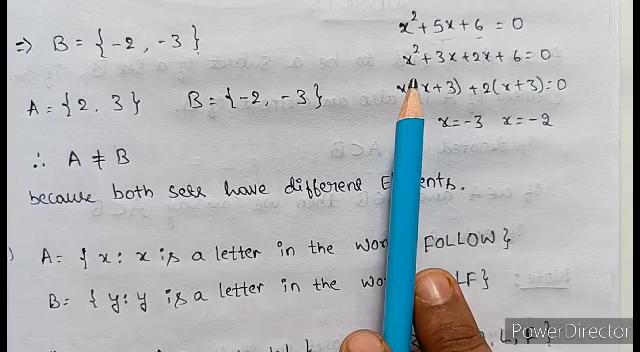 ⇒ B = {-2, -3}
x²+5x+6 = 0
x²+3x+2x+6=0
x(x+3)+2(x+3)=0
x=-3 x=-2
A = {2, 3} B = {-2, -3}
∴ A ≠ B
because both sets have different
A = { x : x is a letter in the FOLLOW}
B = { y : y is a letter in the LF}
L, F }
PowerDirector